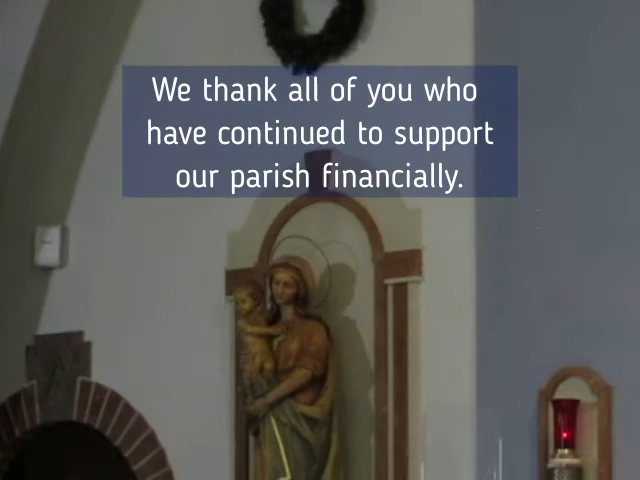 We thank all of you who
have continued to support
our parish financially.